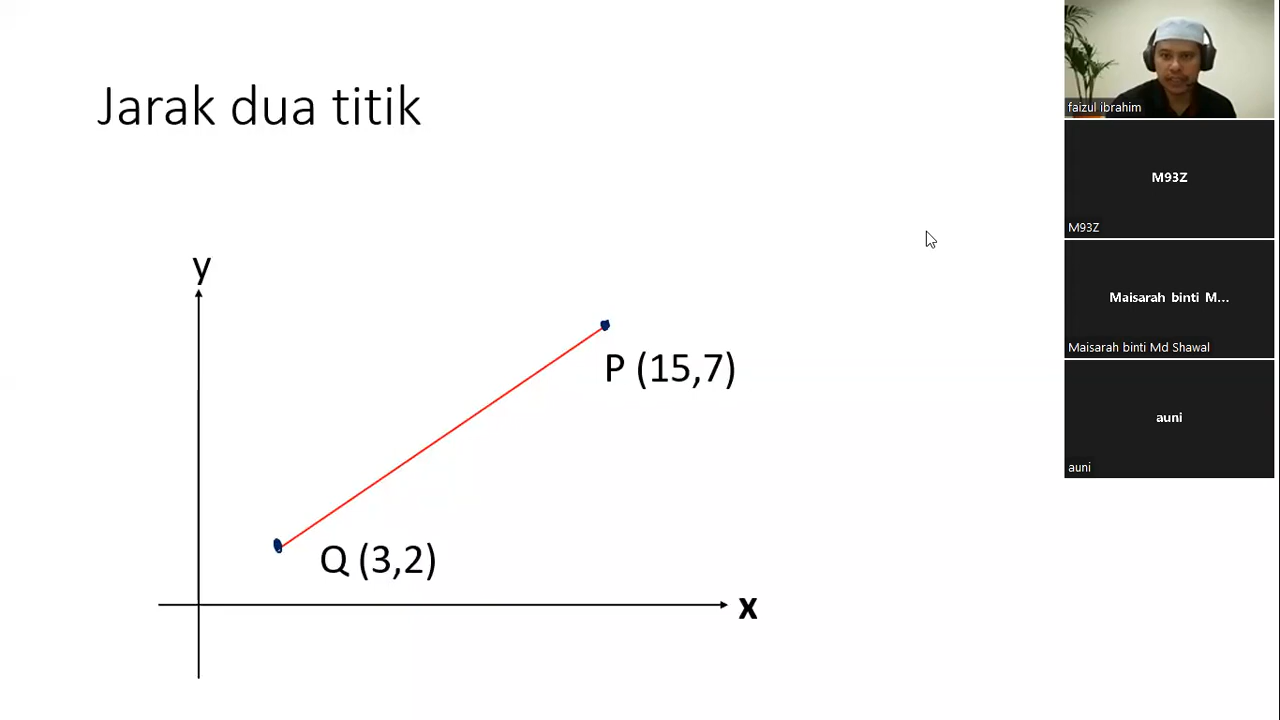 Jarak dua titik
y
P (15,7)
Q (3,2)
x
faizul ibrahim
M93Z
M93Z
Maisarah binti M...
Maisarah binti Md Shawal
auni
auni